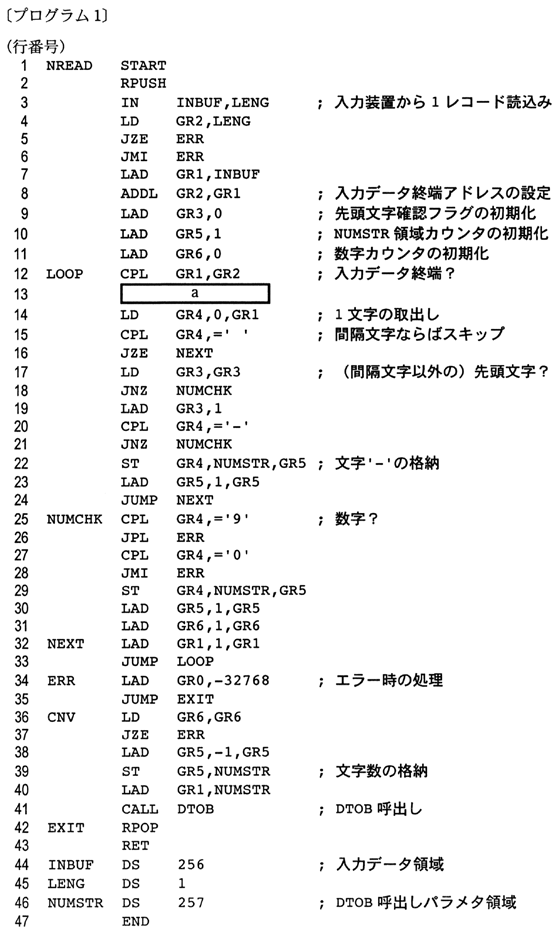 〔プログラム1〕
(行番号)
1 NREAD START
2 RPUSH
3 IN INBUF,LENG ; 入力装置から1レコード読込み
4 LD GR2,LENG
5 JZE ERR
6 JMI ERR
7 LAD GR1,INBUF
8 ADDL GR2,GR1 ; 入力データ終端アドレスの設定
9 LAD GR3,0 ; 先頭文字確認フラグの初期化
10 LAD GR5,1 ; NUMSTR領域カウンタの初期化
11 LAD GR6,0 ; 数字カウンタの初期化
12 LOOP CPL GR1,GR2 ; 入力データ終端?
13 a
14 LD GR4,0,GR1 ; 1文字の取出し
15 CPL GR4,=' ' ; 間隔文字ならばスキップ
16 JZE NEXT
17 LD GR3,GR3 ; (間隔文字以外の)先頭文字?
18 JNZ NUMCHK
19 LAD GR3,1
20 CPL GR4,='-'
21 JNZ NUMCHK
22 ST GR4,NUMSTR,GR5 ; 文字'-'の格納
23 LAD GR5,1,GR5
24 JUMP NEXT
25 NUMCHK CPL GR4,='9' ; 数字?
26 JPL ERR
27 CPL GR4,='0'
28 JMI ERR
29 ST GR4,NUMSTR,GR5
30 LAD GR5,1,GR5
31 LAD GR6,1,GR6
32 NEXT LAD GR1,1,GR1
33 JUMP LOOP
34 ERR LAD GR0,-32768 ; エラー時の処理
35 JUMP EXIT
36 CNV LD GR6,GR6
37 JZE ERR
38 LAD GR5,-1,GR5
39 ST GR5,NUMSTR ; 文字数の格納
40 LAD GR1,NUMSTR
41 CALL DTOB ; DTOB呼出し
42 EXIT RPOP
43 RET
44 INBUF DS 256 ; 入力データ領域
45 LENG DS 1
46 NUMSTR DS 257 ; DTOB呼出しパラメタ領域
47 END